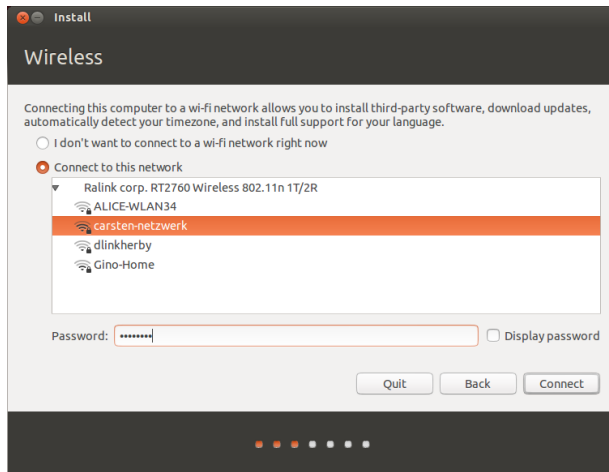 Install
Wireless
Connecting this computer to a wi-fi network allows you to install third-party software, download updates,
automatically detect your timezone, and install full support for your language.
I don't want to connect to a wi-fi network right now
Connect to this network
Ralink corp. RT2760 Wireless 802.11n 1T/2R
ALICE-WLAN34
carsten-netzwerk
dlinkherby
Gino-Home
Password: ••••••••
Display password
Quit Back Connect